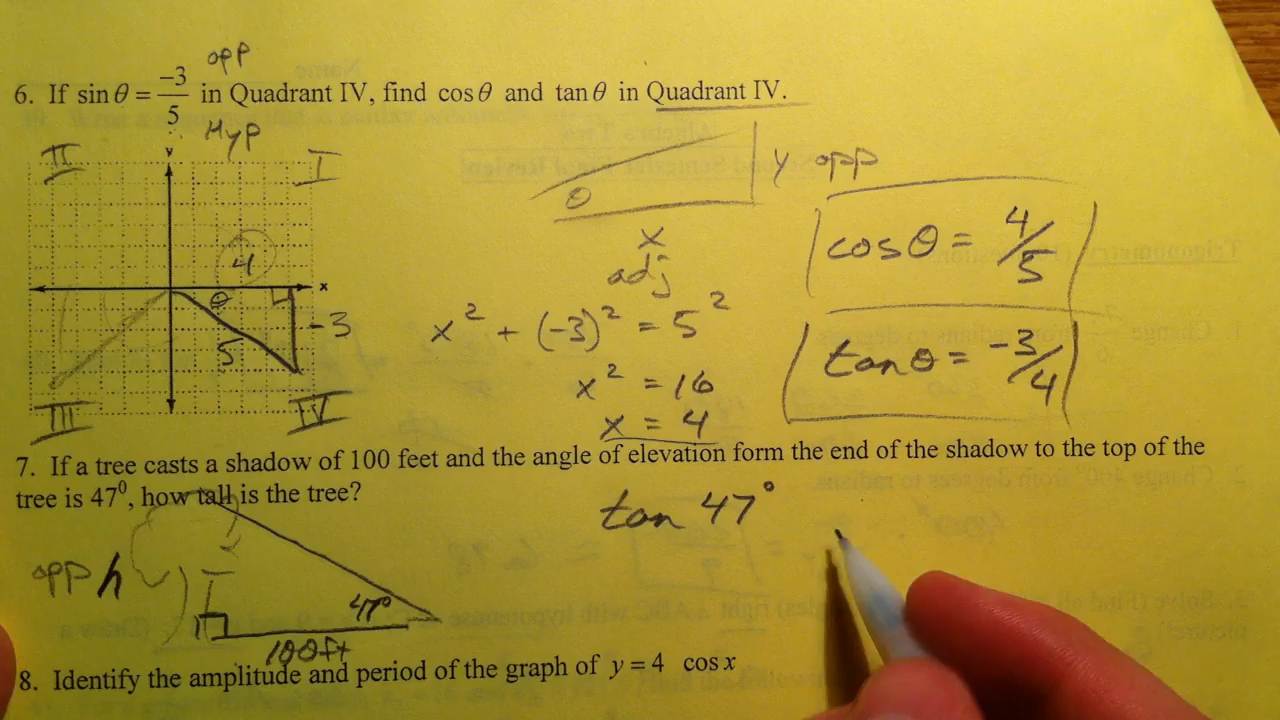 opp
6. If sin θ = -3/5 in Quadrant IV, find cos θ and tan θ in Quadrant IV.
Hyp
II
y
I
θ
y opp
x
adj
cos θ = 4/5
4
x
θ
-3
5
x² + (-3)² = 5²
tan θ = -3/4
x² = 16
III
IV
x = 4
7. If a tree casts a shadow of 100 feet and the angle of elevation form the end of the shadow to the top of the
tree is 47⁰, how tall is the tree?
tan 47°
opp h
47°
100ft
8. Identify the amplitude and period of the graph of y = 4 cos x